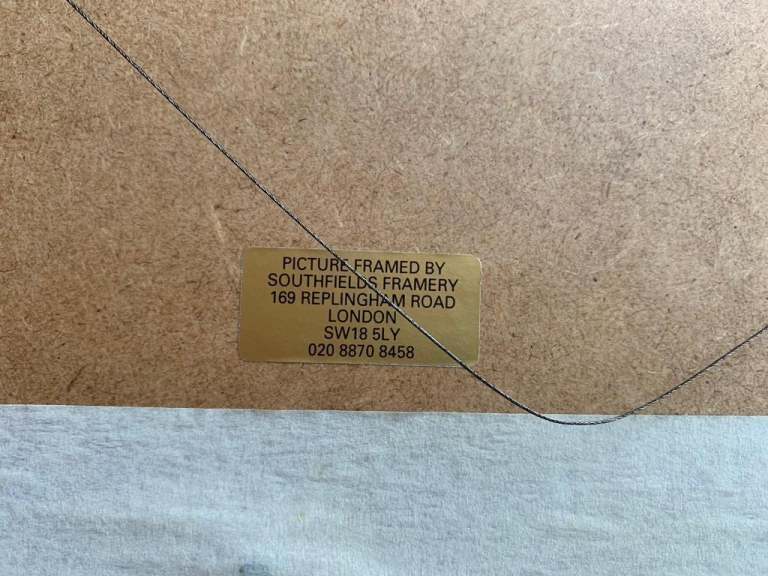 PICTURE FRAMED BY
SOUTHFIELDS FRAMERY
169 REPLINGHAM ROAD
LONDON
SW18 5LY
020 8870 8458